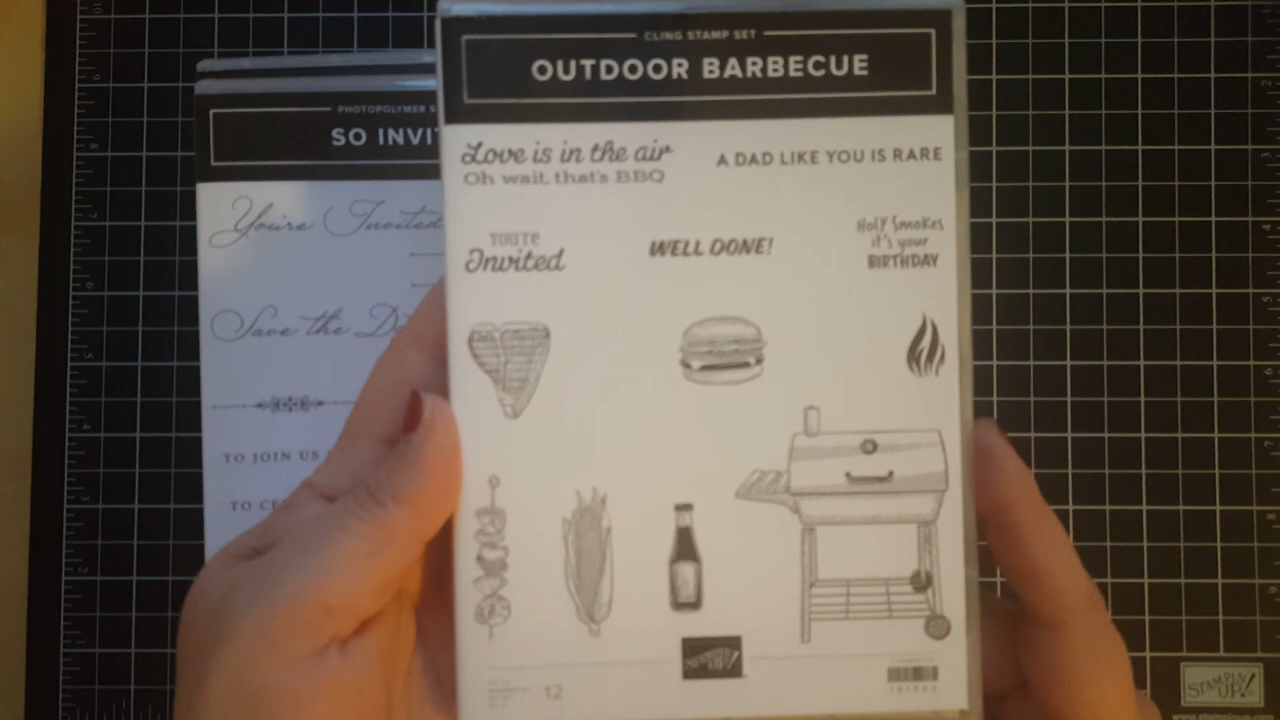 CLING STAMP SET
OUTDOOR BARBECUE
Love is in the air
Oh wait, that's BBQ
A DAD LIKE YOU IS RARE
YOU'RE
Invited
WELL DONE!
HOLY SMOKES
it's your
BIRTHDAY
STAMPIN' UP!
12
PHOTOPOLYMER
SO
You're Invited
Save the
TO JOIN US
TO
STAMPIN' UP!